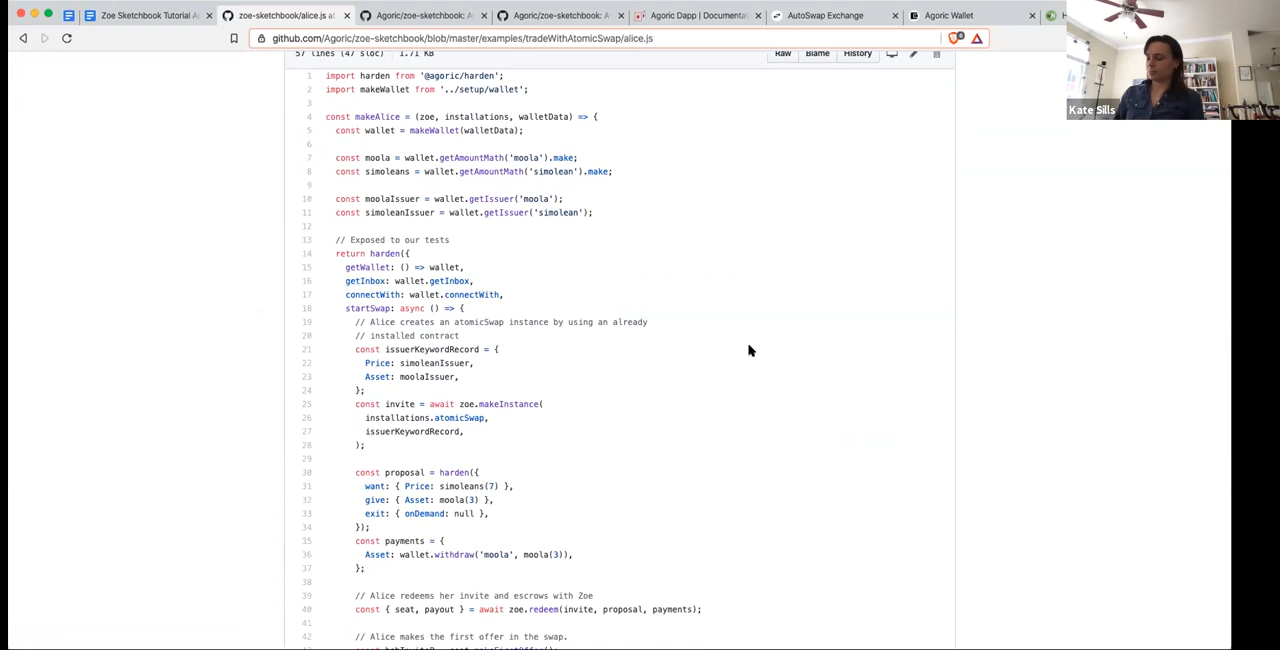 Zoe Sketchbook Tutorial A
zoe-sketchbook/alice.js at
Agoric/zoe-sketchbook: A
Agoric/zoe-sketchbook: A
Agoric Dapp | Documentat
AutoSwap Exchange
Agoric Wallet
github.com/Agoric/zoe-sketchbook/blob/master/examples/tradeWithAtomicSwap/alice.js
Kate Sills
57 lines (47 sloc) 1.71 KB
Raw Blame History
1 import harden from '@agoric/harden';
2 import makeWallet from '../setup/wallet';
3
4 const makeAlice = (zoe, installations, walletData) => {
5 const wallet = makeWallet(walletData);
6
7 const moola = wallet.getAmountMath('moola').make;
8 const simoleans = wallet.getAmountMath('simolean').make;
9
10 const moolaIssuer = wallet.getIssuer('moola');
11 const simoleanIssuer = wallet.getIssuer('simolean');
12
13 // Exposed to our tests
14 return harden({
15 getWallet: () => wallet,
16 getInbox: wallet.getInbox,
17 connectWith: wallet.connectWith,
18 startSwap: async () => {
19 // Alice creates an atomicSwap instance by using an already
20 // installed contract
21 const issuerKeywordRecord = {
22 Price: simoleanIssuer,
23 Asset: moolaIssuer,
24 };
25 const invite = await zoe.makeInstance(
26 installations.atomicSwap,
27 issuerKeywordRecord,
28 );
29
30 const proposal = harden({
31 want: { Price: simoleans(7) },
32 give: { Asset: moola(3) },
33 exit: { onDemand: null },
34 });
35 const payments = {
36 Asset: wallet.withdraw('moola', moola(3)),
37 };
38
39 // Alice redeems her invite and escrows with Zoe
40 const { seat, payout } = await zoe.redeem(invite, proposal, payments);
41
42 // Alice makes the first offer in the swap.